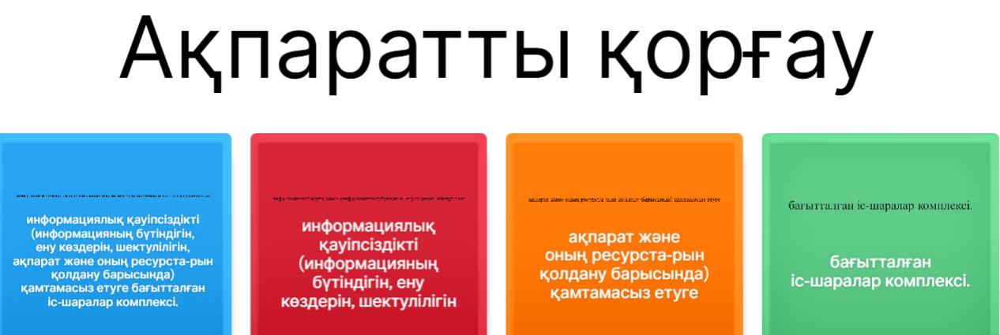 Ақпаратты қорғау
информациялық қауіпсіздікті
(информацияның бүтіндігін,
ену көздерін, шектулілігін,
ақпарат және оның ресурста-рын
қолдану барысында)
қамтамасыз етуге бағытталған
іс-шаралар комплексі.
информациялық
қауіпсіздікті
(информацияның
бүтіндігін, ену
көздерін, шектулілігін
ақпарат және оның ресурста-рын қолдану барысында) қамтамасыз етуге
ақпарат және
оның ресурста-рын
қолдану барысында)
қамтамасыз етуге
бағытталған іс-шаралар комплексі.
бағытталған
іс-шаралар комплексі.